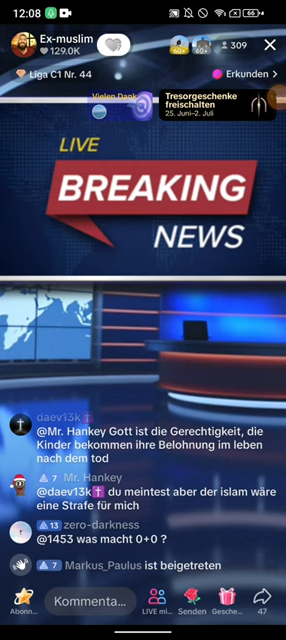 12:08
66
Ex-muslim
129.0K
60+
60+
309
Liga C1 Nr. 44
Erkunden >
Vielen Dank
Tresorgeschenke
freischalten
25. Juni–2. Juli
LIVE
BREAKING
NEWS
daev13k✝️
@Mr. Hankey Gott ist die Gerechtigkeit, die
Kinder bekommen ihre Belohnung im leben
nach dem tod
7 Mr. Hankey
@daev13k✝️ du meintest aber der islam wäre
eine Strafe für mich
13 zero-darkness
@1453 was macht 0+0 ?
7 Markus_Paulus ist beigetreten
Kommenta...
Abonn...
LIVE mi...
Senden
Gesche...
47